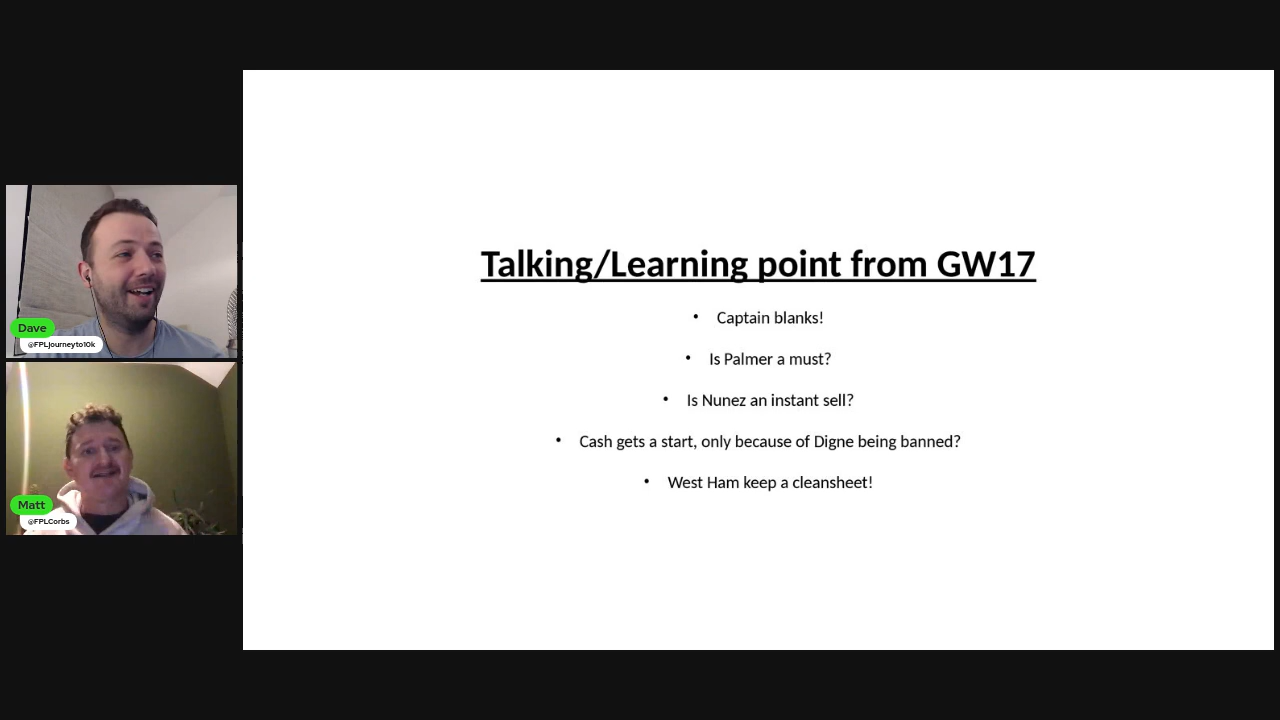 Talking/Learning point from GW17
• Captain blanks!
• Is Palmer a must?
• Is Nunez an instant sell?
• Cash gets a start, only because of Digne being banned?
• West Ham keep a cleansheet!
Dave
@FPLjourneyto10k
Matt
@FPLCorbs